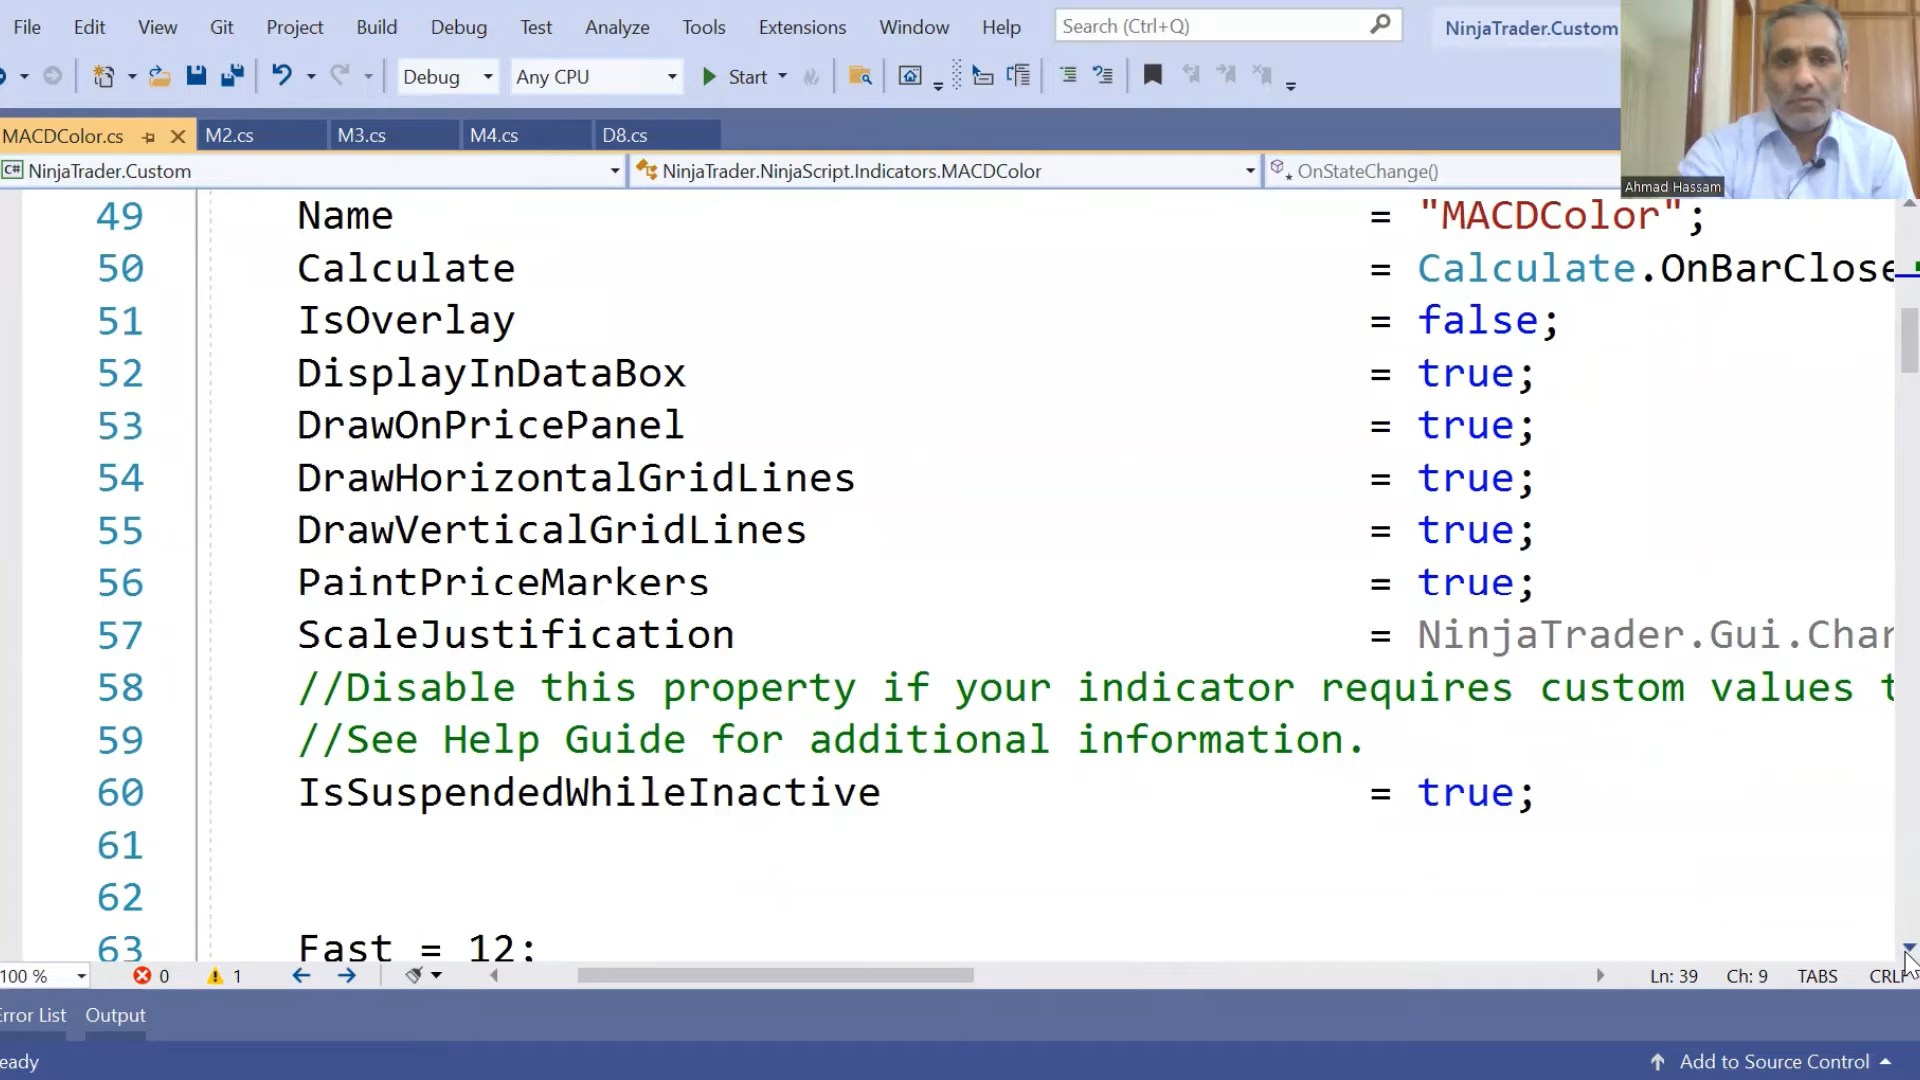 File Edit View Git Project Build Debug Test Analyze Tools Extensions Window Help Search (Ctrl+Q) NinjaTrader.Custom
Debug Any CPU Start
MACDColor.cs M2.cs M3.cs M4.cs D8.cs
C# NinjaTrader.Custom NinjaTrader.NinjaScript.Indicators.MACDColor OnStateChange()
Ahmad Hassam
49 Name = "MACDColor";
50 Calculate = Calculate.OnBarClose
51 IsOverlay = false;
52 DisplayInDataBox = true;
53 DrawOnPricePanel = true;
54 DrawHorizontalGridLines = true;
55 DrawVerticalGridLines = true;
56 PaintPriceMarkers = true;
57 ScaleJustification = NinjaTrader.Gui.Char
58 //Disable this property if your indicator requires custom values t
59 //See Help Guide for additional information.
60 IsSuspendedWhileInactive = true;
61
62
63 Fast = 12;
100 % 0 1 Ln: 39 Ch: 9 TABS CRLF
Error List Output
eady Add to Source Control